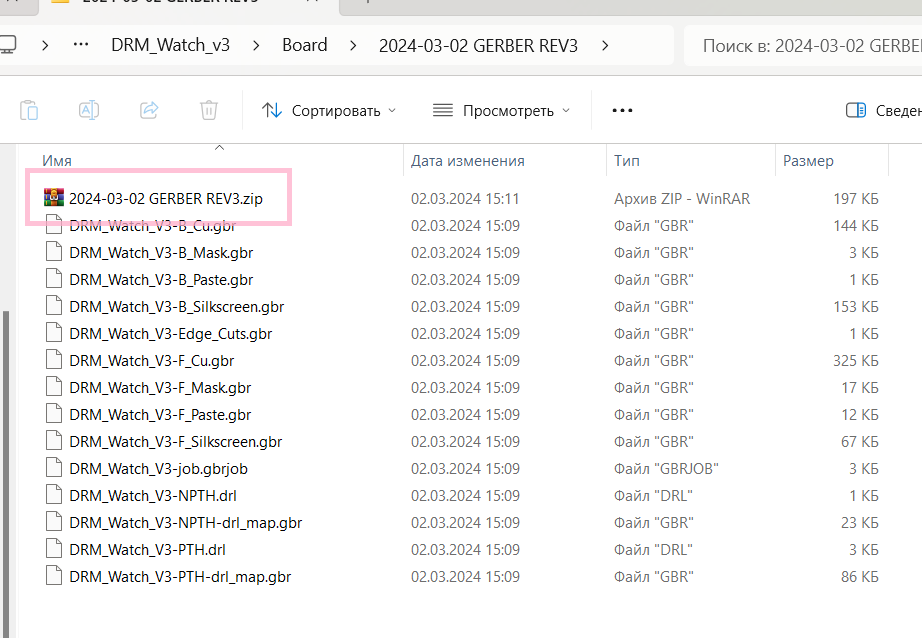 2024-03-02 GERBER REV3
DRM_Watch_v3 Board 2024-03-02 GERBER REV3 Поиск в: 2024-03-02 GERBE
Сортировать Просмотреть Сведен
Имя Дата изменения Тип Размер
2024-03-02 GERBER REV3.zip 02.03.2024 15:11 Архив ZIP - WinRAR 197 КБ
DRM_Watch_V3-B_Cu.gbr 02.03.2024 15:09 Файл "GBR" 144 КБ
DRM_Watch_V3-B_Mask.gbr 02.03.2024 15:09 Файл "GBR" 3 КБ
DRM_Watch_V3-B_Paste.gbr 02.03.2024 15:09 Файл "GBR" 1 КБ
DRM_Watch_V3-B_Silkscreen.gbr 02.03.2024 15:09 Файл "GBR" 153 КБ
DRM_Watch_V3-Edge_Cuts.gbr 02.03.2024 15:09 Файл "GBR" 1 КБ
DRM_Watch_V3-F_Cu.gbr 02.03.2024 15:09 Файл "GBR" 325 КБ
DRM_Watch_V3-F_Mask.gbr 02.03.2024 15:09 Файл "GBR" 17 КБ
DRM_Watch_V3-F_Paste.gbr 02.03.2024 15:09 Файл "GBR" 12 КБ
DRM_Watch_V3-F_Silkscreen.gbr 02.03.2024 15:09 Файл "GBR" 67 КБ
DRM_Watch_V3-job.gbrjob 02.03.2024 15:09 Файл "GBRJOB" 3 КБ
DRM_Watch_V3-NPTH.drl 02.03.2024 15:09 Файл "DRL" 1 КБ
DRM_Watch_V3-NPTH-drl_map.gbr 02.03.2024 15:09 Файл "GBR" 23 КБ
DRM_Watch_V3-PTH.drl 02.03.2024 15:09 Файл "DRL" 3 КБ
DRM_Watch_V3-PTH-drl_map.gbr 02.03.2024 15:09 Файл "GBR" 86 КБ